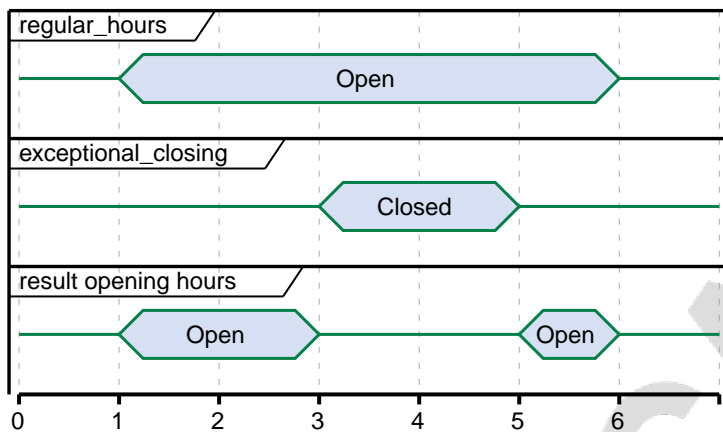 regular_hours
Open
exceptional_closing
Closed
result opening hours
Open Open
0 1 2 3 4 5 6